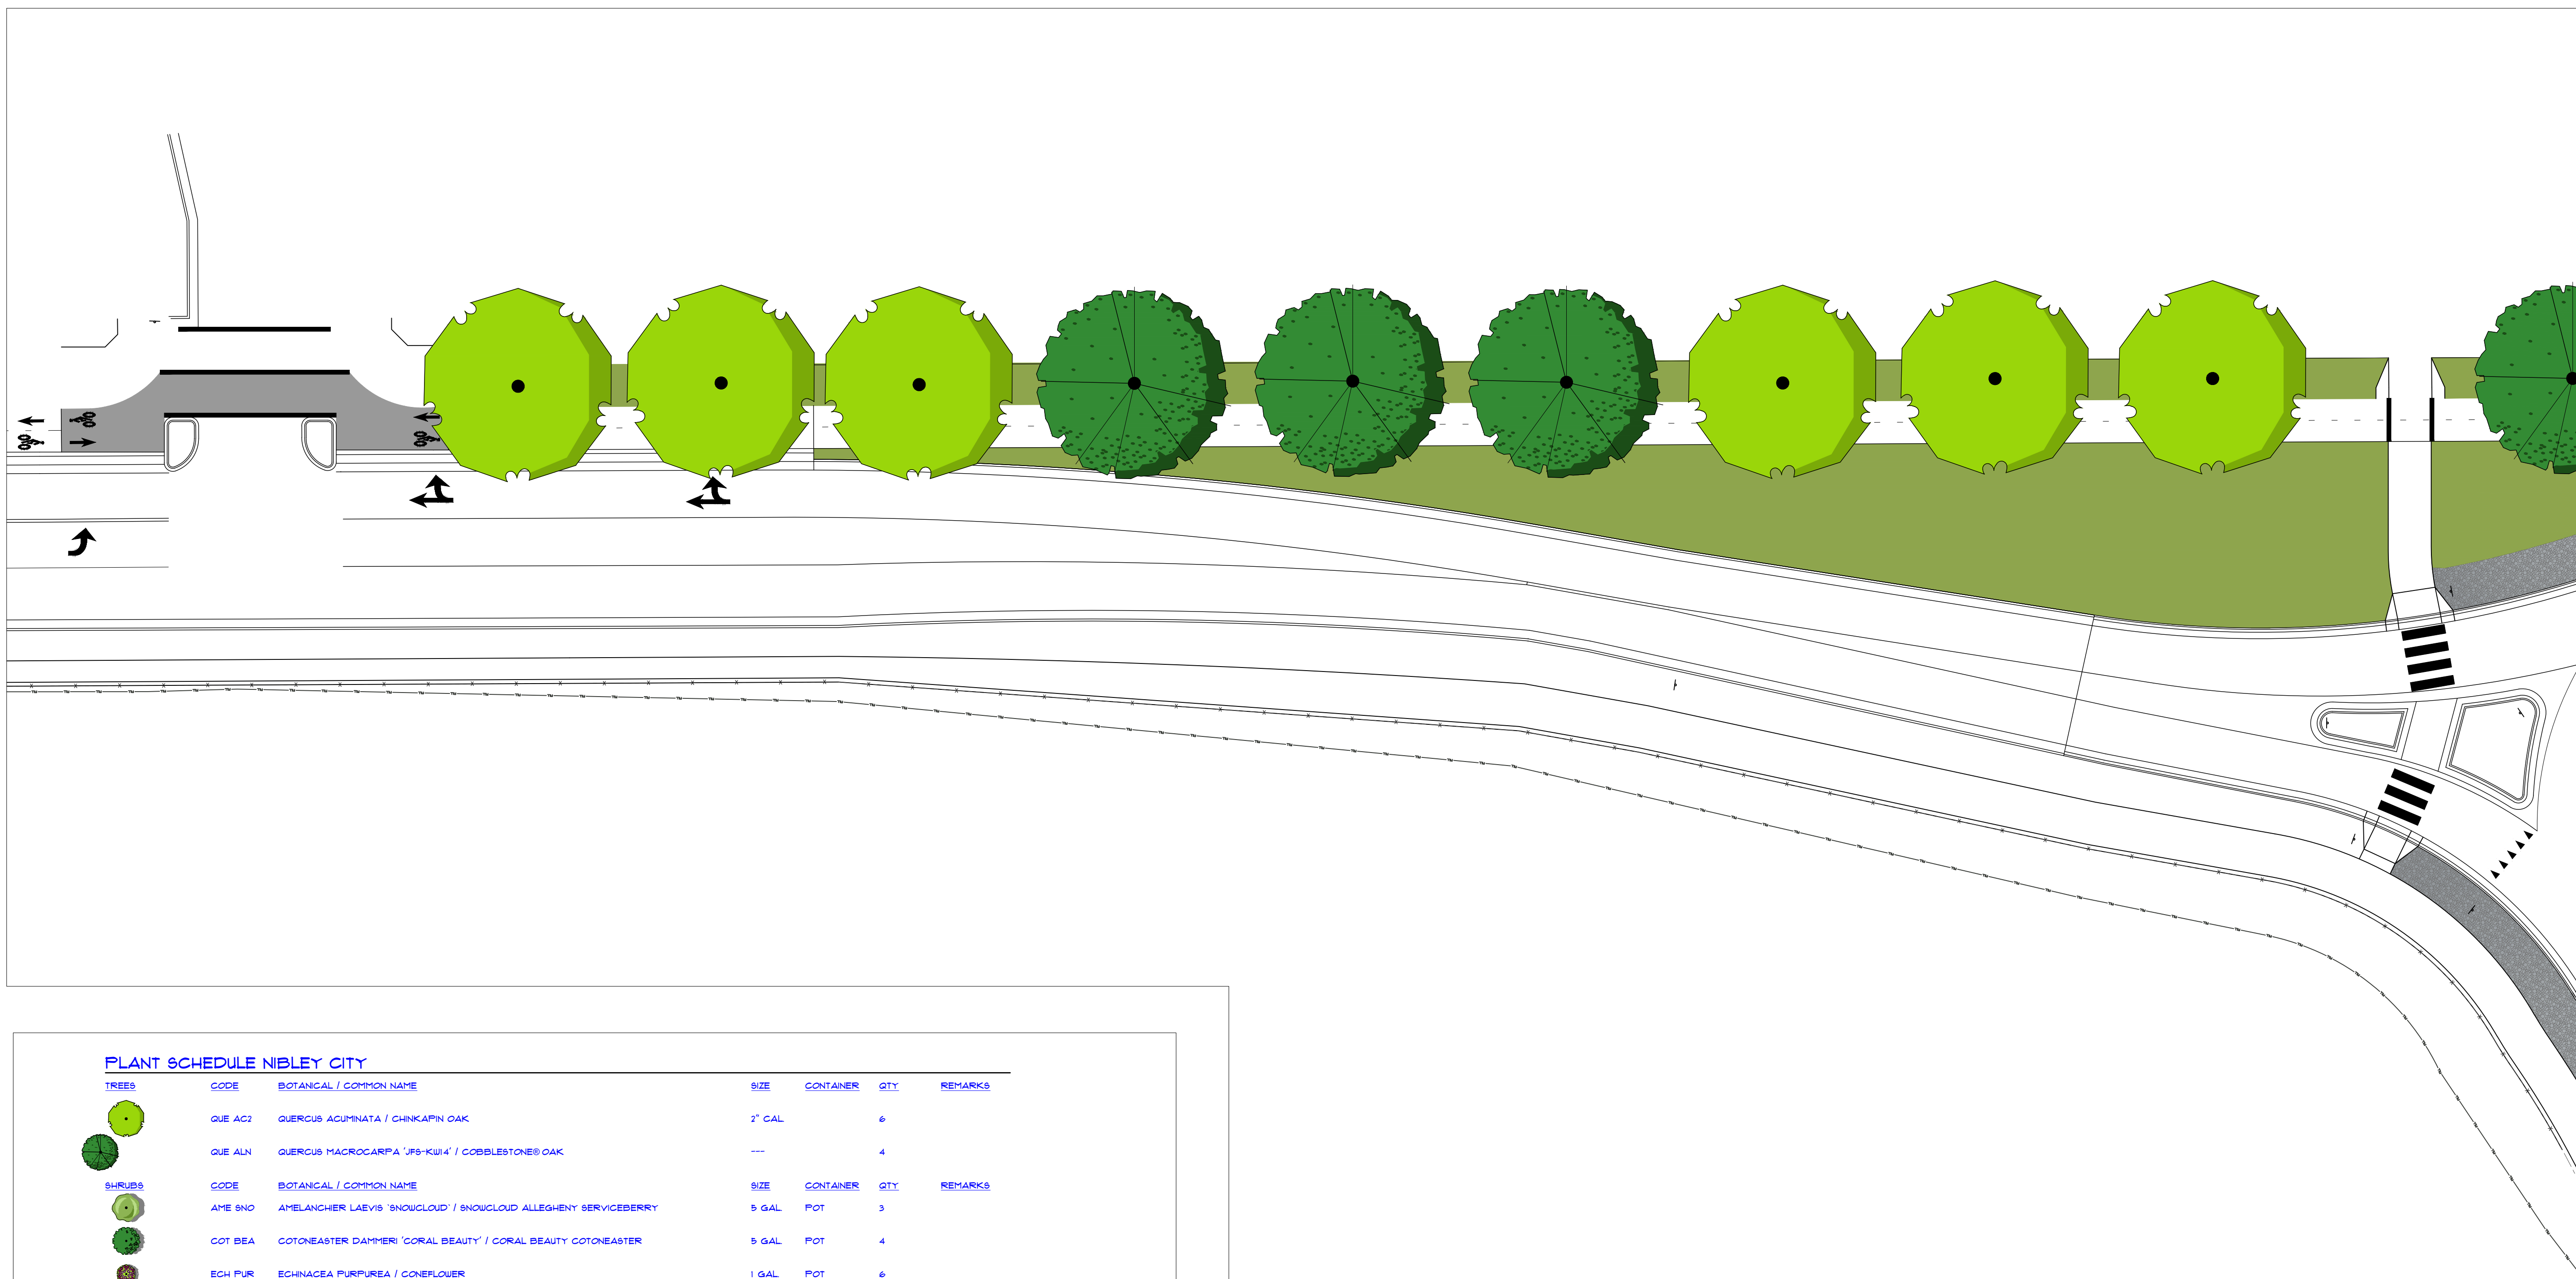 PLANT SCHEDULE NIBLEY CITY
TREES CODE BOTANICAL / COMMON NAME SIZE CONTAINER QTY REMARKS
QUE AC2 QUERCUS ACUMINATA / CHINKAPIN OAK 2" CAL 6
QUE ALN QUERCUS MACROCARPA 'JFS-KW14' / COBBLESTONE® OAK --- 4
SHRUBS CODE BOTANICAL / COMMON NAME SIZE CONTAINER QTY REMARKS
AME SNO AMELANCHIER LAEVIS `SNOWCLOUD` / SNOWCLOUD ALLEGHENY SERVICEBERRY 5 GAL POT 3
COT BEA COTONEASTER DAMMERI 'CORAL BEAUTY' / CORAL BEAUTY COTONEASTER 5 GAL POT 4
ECH PUR ECHINACEA PURPUREA / CONEFLOWER 1 GAL POT 6